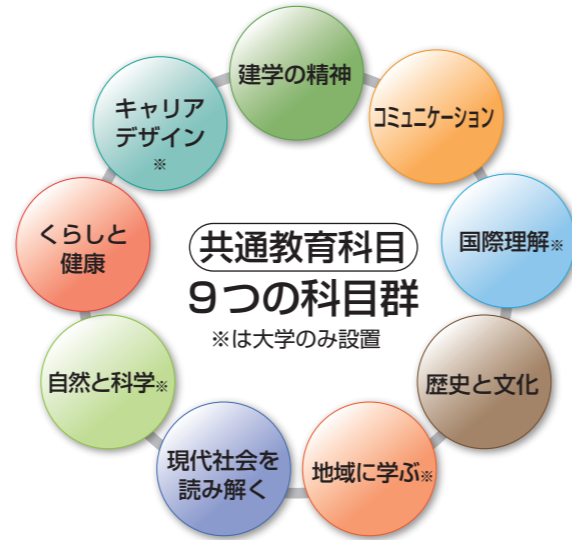 共通教育科目
9つの科目群
※は大学のみ設置
建学の精神
コミュニケーション
国際理解※
歴史と文化
地域に学ぶ※
現代社会を
読み解く
自然と科学※
くらしと
健康
キャリア
デザイン
※